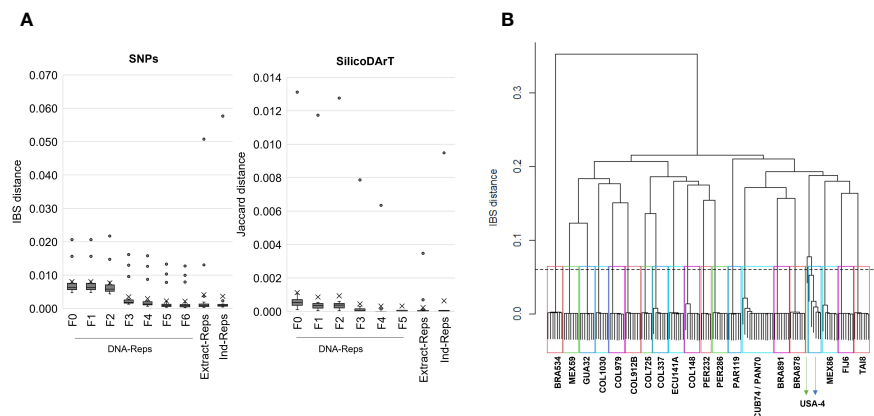 A
SNPs
IBS distance
0.070
0.060
0.050
0.040
0.030
0.020
0.010
0.000
F0
F1
F2
F3
F4
F5
F6
Extract-Reps
Ind-Reps
DNA-Reps
SilicoDArT
Jaccard distance
0.014
0.012
0.010
0.008
0.006
0.004
0.002
0.000
F0
F1
F2
F3
F4
F5
Extract-Reps
Ind-Reps
DNA-Reps
B
IBS distance
0.3
0.2
0.1
0.0
BRA534
MEX59
GUA32
COL1030
COL979
COL912B
COL725
COL337
ECU141A
COL148
PER232
PER286
PAR119
CUB74 / PAN70
BRA891
BRA878
USA-4
MEX86
FIJ6
TAI8